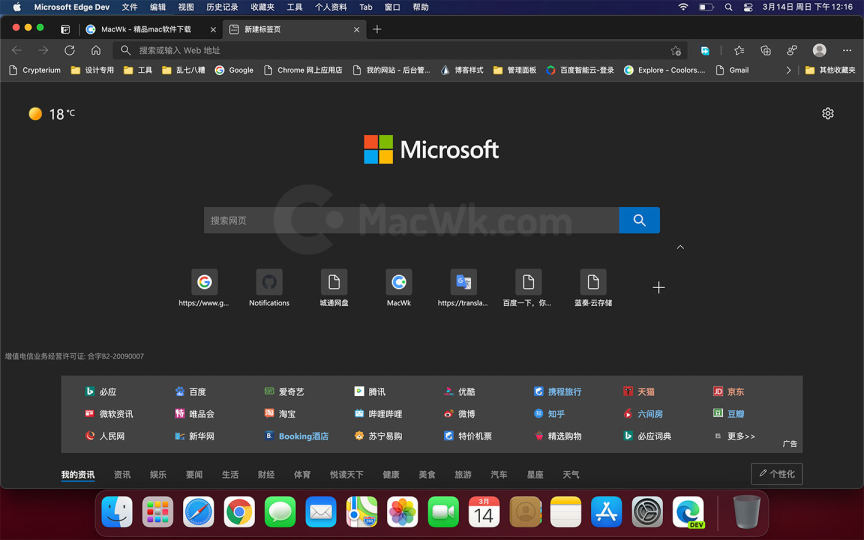 Microsoft Edge Dev 文件 编辑 视图 历史记录 收藏夹 工具 个人资料 Tab 窗口 帮助 3月14日 周日 下午 12:16
MacWk - 精品mac软件下载 新建标签页
搜索或输入 Web 地址
Crypterium 设计专用 工具 乱七八糟 Google Chrome 网上应用店 我的网站 - 后台管... 博客样式 管理面板 百度智能云-登录 Explore - Coolors.... Gmail 其他收藏夹
18 °C
Microsoft
搜索网页
MacWk.com
https://www.g... Notifications 城通网盘 MacWk https://transla... 百度一下，你... 蓝奏·云存储
增值电信业务经营许可证: 合字B2-20090007
必应 百度 爱奇艺 腾讯 优酷 携程旅行 天猫 京东
微软资讯 唯品会 淘宝 哔哩哔哩 微博 知乎 六间房 豆瓣
人民网 新华网 Booking酒店 苏宁易购 特价机票 精选购物 必应词典 更多>>
广告
我的资讯 资讯 娱乐 要闻 生活 财经 体育 悦读天下 健康 美食 旅游 汽车 星座 天气 个性化
3月
14
DEV